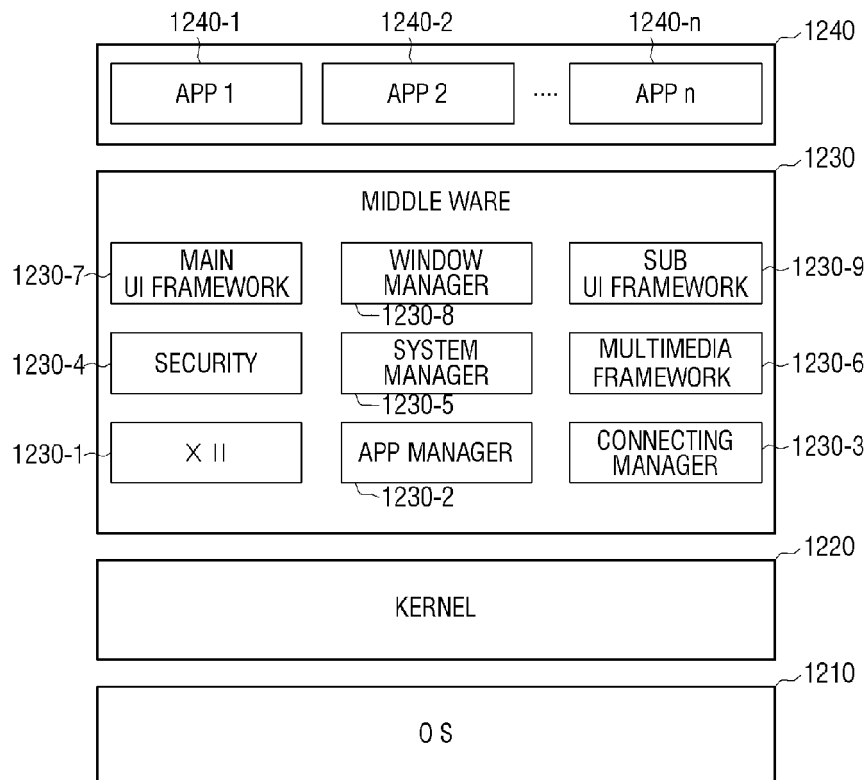 1240-1 1240-2 1240-n 1240
APP 1 APP 2 .... APP n
1230
MIDDLE WARE
1230-7 MAIN UI FRAMEWORK
WINDOW MANAGER 1230-8
SUB UI FRAMEWORK 1230-9
1230-4 SECURITY
SYSTEM MANAGER 1230-5
MULTIMEDIA FRAMEWORK 1230-6
1230-1 X II
APP MANAGER 1230-2
CONNECTING MANAGER 1230-3
1220
KERNEL
1210
O S